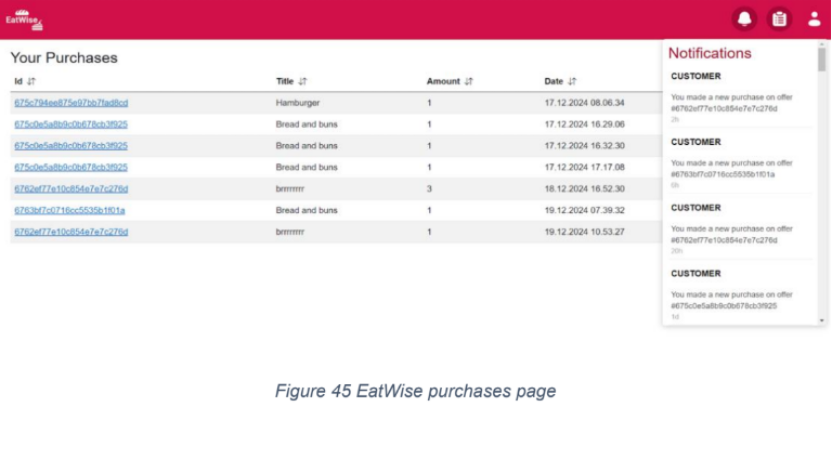 EatWise
Your Purchases
Id Title Amount Date
675c794ee875e97bb7fad8cd Hamburger 1 17.12.2024 08.06.34
675c0e5a8b9c0b678cb3f925 Bread and buns 1 17.12.2024 16.29.06
675c0e5a8b9c0b678cb3f925 Bread and buns 1 17.12.2024 16.32.30
675c0e5a8b9c0b678cb3f925 Bread and buns 1 17.12.2024 17.17.08
6762ef77e10c854e7e7c276d brrrrrrrr 3 18.12.2024 16.52.30
6763bf7c0716cc5535b1f01a Bread and buns 1 19.12.2024 07.39.32
6762ef77e10c854e7e7c276d brrrrrrrr 1 19.12.2024 10.53.27
Notifications
CUSTOMER
You made a new purchase on offer
#6762ef77e10c854e7e7c276d
2h
CUSTOMER
You made a new purchase on offer
#6763bf7c0716cc5535b1f01a
6h
CUSTOMER
You made a new purchase on offer
#6762ef77e10c854e7e7c276d
20h
CUSTOMER
You made a new purchase on offer
#675c0e5a8b9c0b678cb3f925
1d
Figure 45 EatWise purchases page